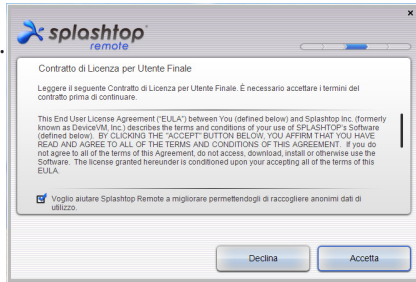 splashtop
remote
Contratto di Licenza per Utente Finale
Leggere il seguente Contratto di Licenza per Utente Finale. È necessario accettare i termini del
contratto prima di continuare.
This End User License Agreement ("EULA") between You (defined below) and Splashtop Inc. (formerly
known as DeviceVM, Inc.) describes the terms and conditions of your use of SPLASHTOP's Software
(defined below). BY CLICKING THE "ACCEPT" BUTTON BELOW, YOU AFFIRM THAT YOU HAVE
READ AND AGREE TO ALL OF THE TERMS AND CONDITIONS OF THIS AGREEMENT. If you do
not agree to all of the terms of this Agreement, do not access, download, install or otherwise use the
Software. The license granted hereunder is conditioned upon your accepting all of the terms of this
EULA.
Voglio aiutare Splashtop Remote a migliorare permettendogli di raccogliere anonimi dati di
utilizzo.
Declina
Accetta